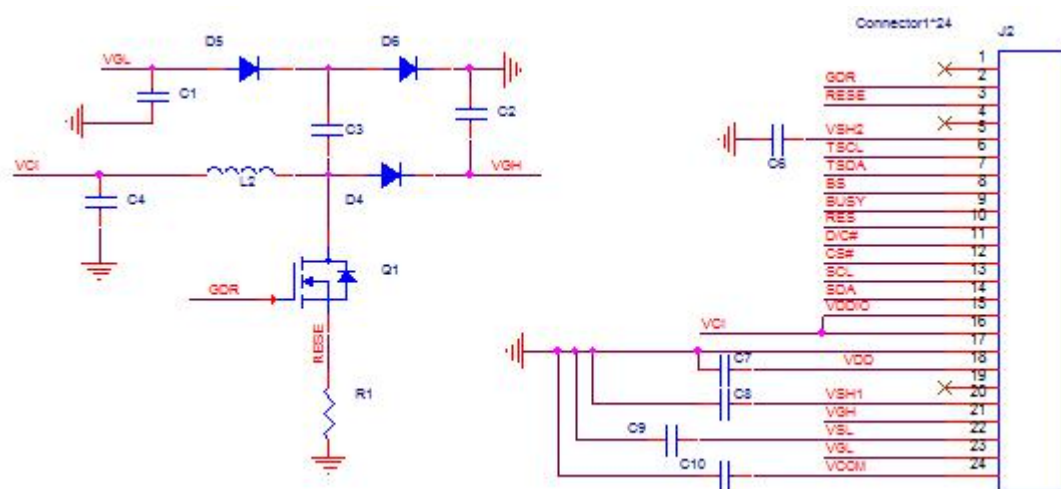 Connector1*24
J2
D5
D6
VGL
C1
C2
C3
VCI
L2
D4
VGH
C4
Q1
GDR
RESE
R1
1
GDR
2
RESE
3
4
5
VSH2
C6
6
TSCL
7
TSDA
8
BS
9
BUSY
10
RES
11
D/C#
12
CS#
13
SCL
14
SDA
15
VDDIO
16
VCI
17
18
C7
VDD
19
20
C8
VSH1
21
VGH
22
C9
VSL
23
VGL
24
C10
VCOM